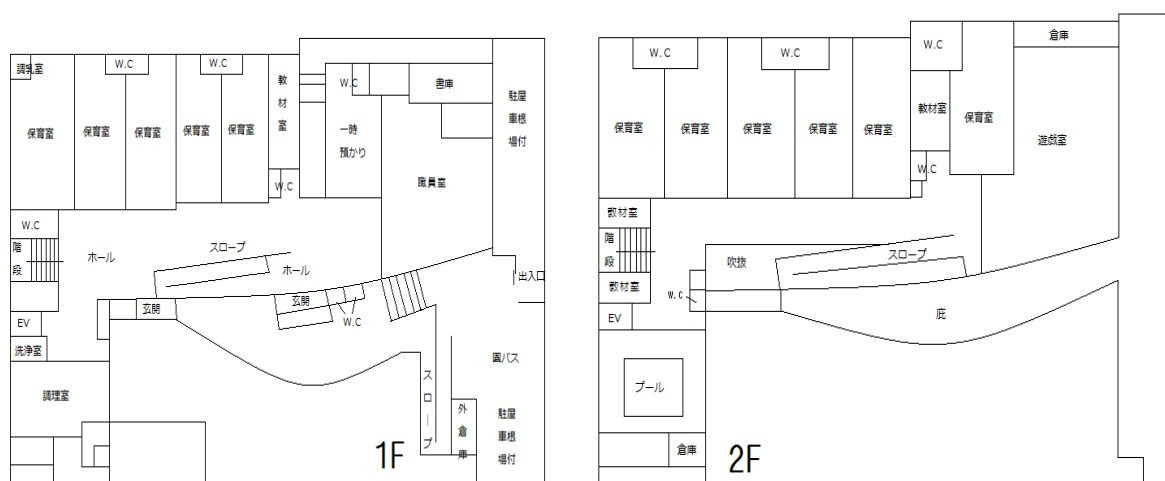 調乳室
W.C
W.C
教
材
室
W.C
書庫
駐屋
車根
場付
保育室
保育室
保育室
保育室
保育室
一時
預かり
職員室
W.C
W.C
階
段
スロープ
ホール
ホール
出入口
玄関
玄関
W.C
EV
洗浄室
園バス
調理室
ス
ロ
ー
プ
外
倉
庫
駐屋
車根
場付
1F
W.C
W.C
W.C
倉庫
保育室
保育室
保育室
保育室
保育室
教材室
保育室
遊戯室
W.C
教材室
階
段
吹抜
スロープ
教材室
W.C
EV
庇
プール
倉庫
2F